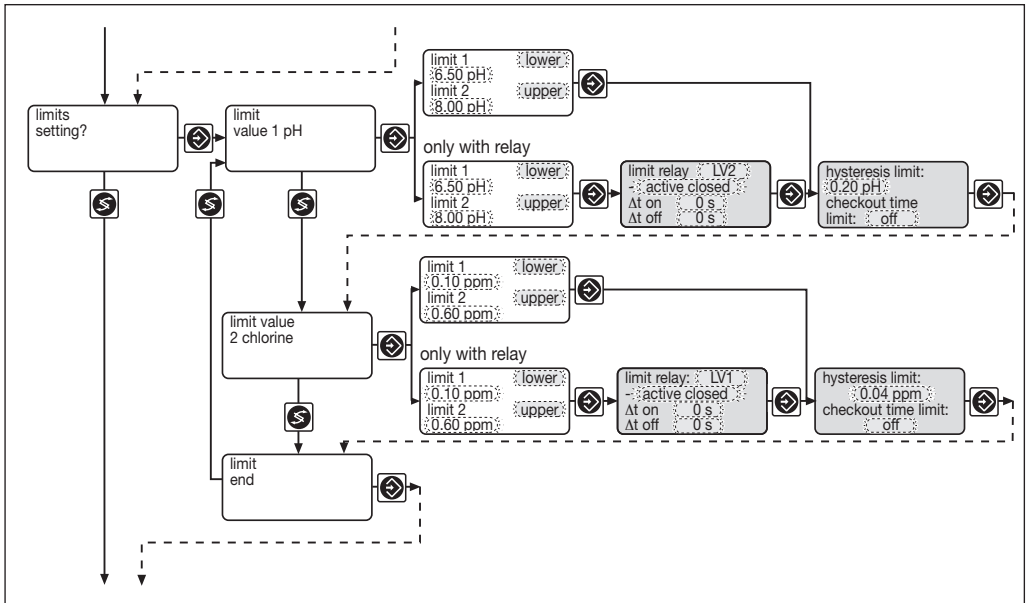 limits
setting?
limit
value 1 pH
limit 1 lower
6.50 pH
limit 2 upper
8.00 pH
only with relay
limit 1 lower
6.50 pH
limit 2 upper
8.00 pH
limit relay LV2
- active closed
Δt on 0 s
Δt off 0 s
hysteresis limit:
0.20 pH
checkout time
limit: off
limit value
2 chlorine
limit 1 lower
0.10 ppm
limit 2 upper
0.60 ppm
only with relay
limit 1 lower
0.10 ppm
limit 2 upper
0.60 ppm
limit relay: LV1
- active closed
Δt on 0 s
Δt off 0 s
hysteresis limit:
0.04 ppm
checkout time limit:
off
limit
end